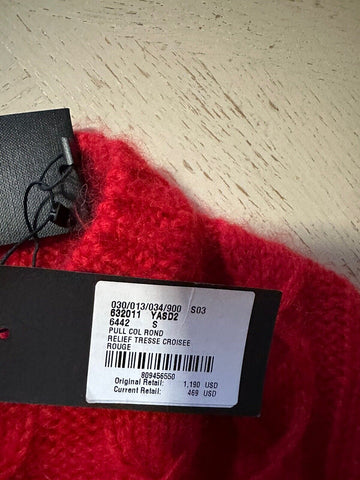 030/013/034/900 S03
632011 YASD2
6442 S
PULL COL ROND
RELIEF TRESSE CROISEE
ROUGE
809456550
Original Retail: 1,190 USD
Current Retail: 469 USD